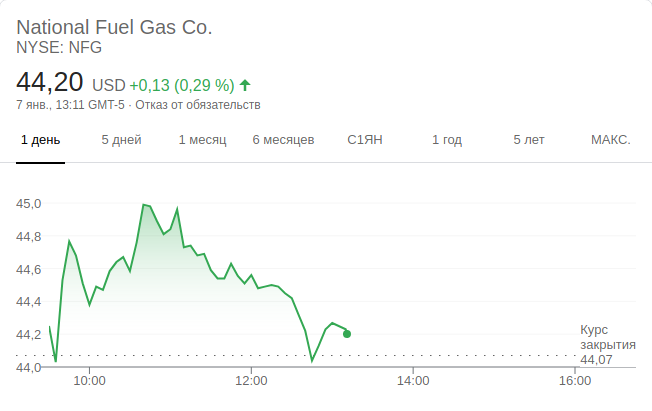 National Fuel Gas Co.
NYSE: NFG
44,20 USD +0,13 (0,29 %)
7 янв., 13:11 GMT-5 · Отказ от обязательств
1 день 5 дней 1 месяц 6 месяцев С1ЯН 1 год 5 лет МАКС.
45,0
44,8
44,6
44,4
44,2
Курс
закрытия
44,07
44,0
10:00 12:00 14:00 16:00